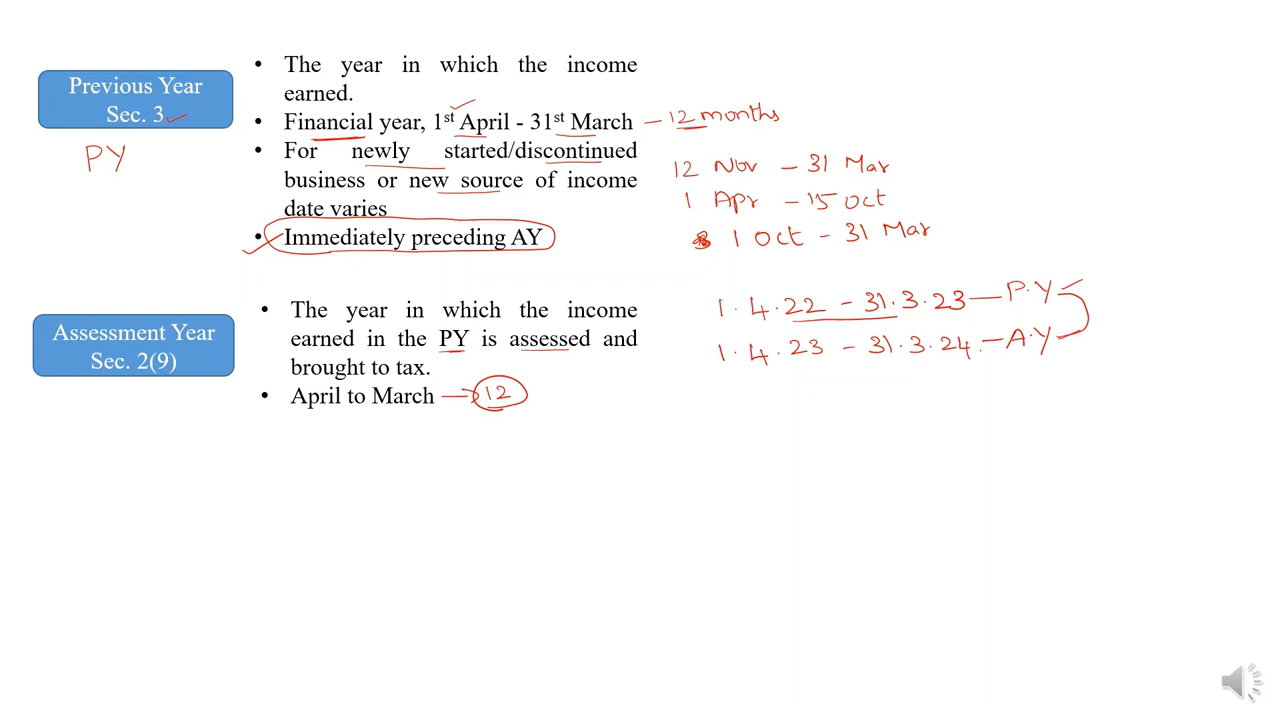 Previous Year
Sec. 3
PY
• The year in which the income
earned.
• Financial year, 1st April - 31st March — 12 months
• For newly started/discontinued
business or new source of income
date varies
• Immediately preceding AY
12 Nov – 31 Mar
1 Apr – 15 Oct
1 Oct – 31 Mar
Assessment Year
Sec. 2(9)
• The year in which the income
earned in the PY is assessed and
brought to tax.
• April to March → 12
1.4.22 – 31.3.23 — P.Y
1.4.23 – 31.3.24. – A.Y